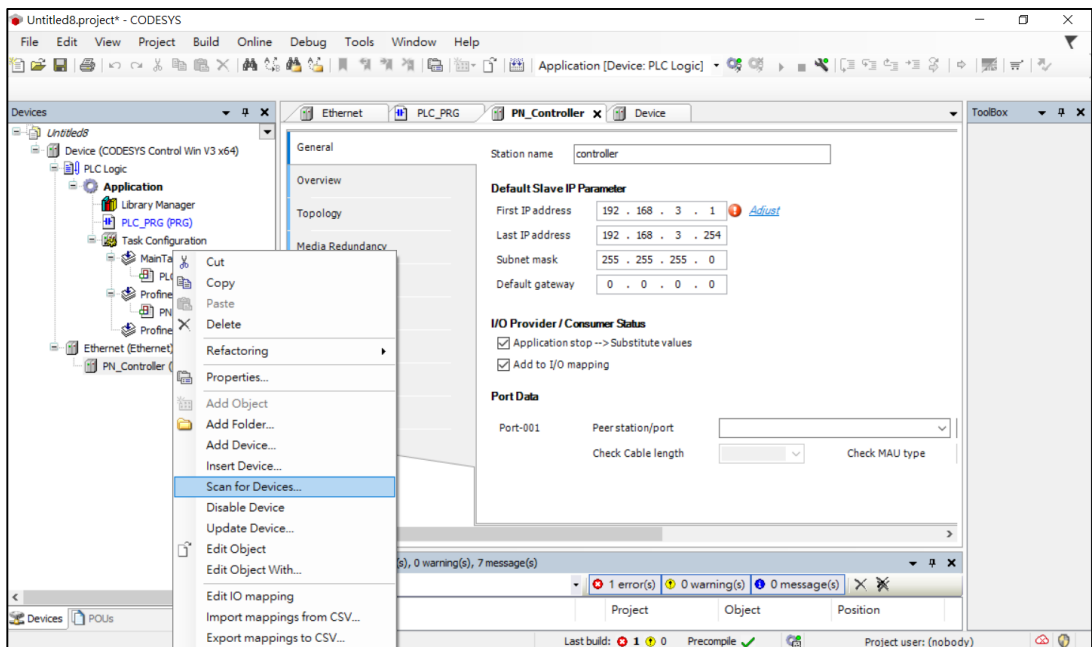 Untitled8.project* - CODESYS
File Edit View Project Build Online Debug Tools Window Help
Application [Device: PLC Logic]
Devices
Untitled8
Device (CODESYS Control Win V3 x64)
PLC Logic
Application
Library Manager
PLC_PRG (PRG)
Task Configuration
MainTa
PLC
Profine
PN
Profine
Ethernet (Ethernet)
PN_Controller (
Devices POUs
Cut
Copy
Paste
Delete
Refactoring
Properties...
Add Object
Add Folder...
Add Device...
Insert Device...
Scan for Devices...
Disable Device
Update Device...
Edit Object
Edit Object With...
Edit IO mapping
Import mappings from CSV...
Export mappings to CSV...
Ethernet PLC_PRG PN_Controller Device
General
Overview
Topology
Media Redundancy
Station name controller
Default Slave IP Parameter
First IP address 192 . 168 . 3 . 1 Adjust
Last IP address 192 . 168 . 3 . 254
Subnet mask 255 . 255 . 255 . 0
Default gateway 0 . 0 . 0 . 0
I/O Provider / Consumer Status
Application stop --> Substitute values
Add to I/O mapping
Port Data
Port-001 Peer station/port
Check Cable length Check MAU type
ToolBox
(s), 0 warning(s), 7 message(s)
1 error(s) 0 warning(s) 0 message(s)
Project Object Position
Last build: 1 0 Precompile Project user: (nobody)